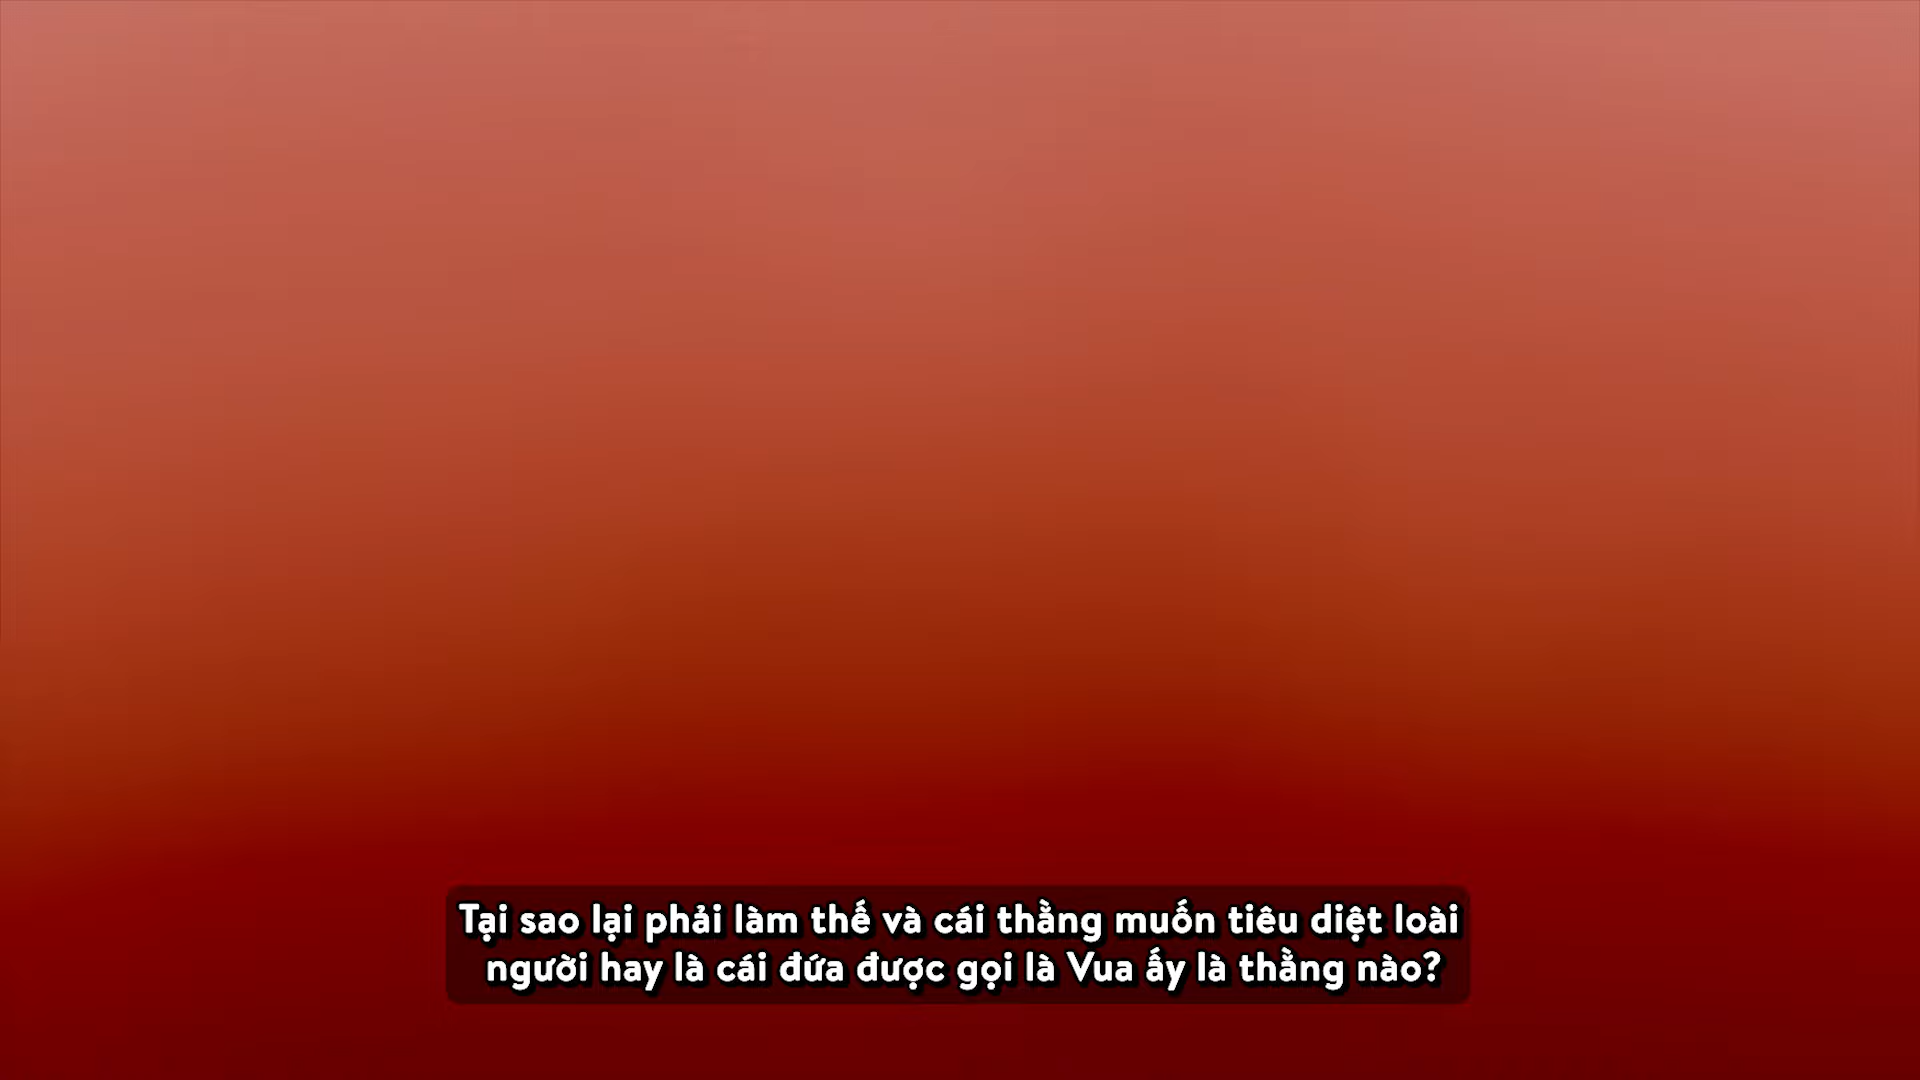 Tại sao lại phải làm thế và cái thằng muốn tiêu diệt loài
người hay là cái đứa được gọi là Vua ấy là thằng nào?